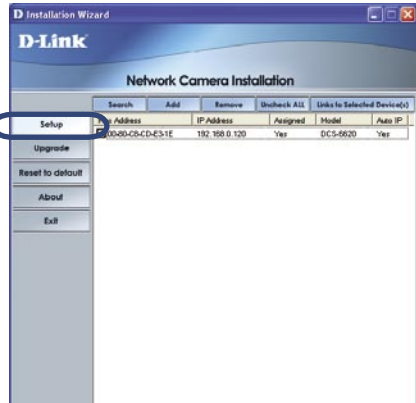 D Installation Wizard
D-Link
Network Camera Installation
Search Add Remove Uncheck ALL Links to Selected Device(s)
Address IP Address Assigned Model Auto IP
00-80-C8-CD-E3-1E 192.168.0.120 Yes DCS-6620 Yes
Setup
Upgrade
Reset to default
About
Exit